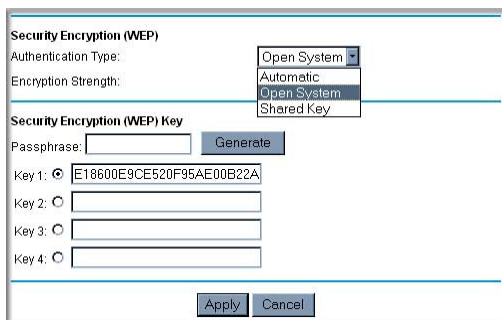 Security Encryption (WEP)
Authentication Type: Open System
Automatic
Encryption Strength: Open System
Shared Key
Security Encryption (WEP) Key
Passphrase: Generate
Key 1: E18600E9CE520F95AE00B22A
Key 2:
Key 3:
Key 4:
Apply Cancel